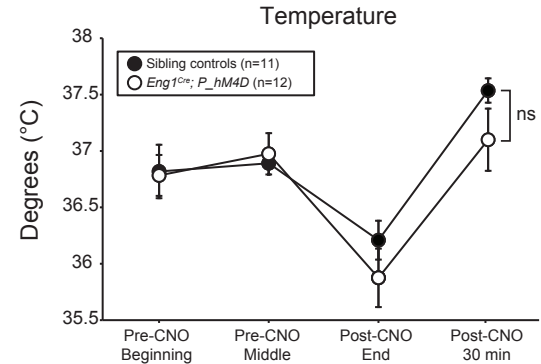 Temperature
38
37.5
37
36.5
36
35.5
Degrees (°C)
Sibling controls (n=11)
Eng1Cre; P_hM4D (n=12)
ns
Pre-CNO
Beginning
Pre-CNO
Middle
Post-CNO
End
Post-CNO
30 min